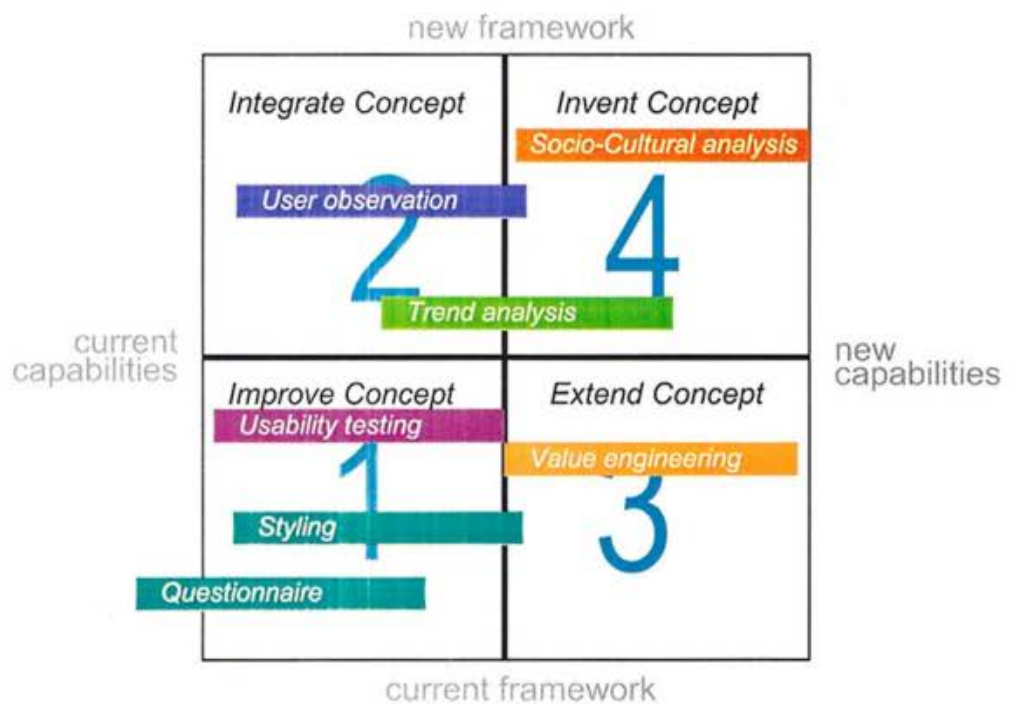 new framework
Integrate Concept
Invent Concept
Socio-Cultural analysis
User observation
2
4
Trend analysis
current
capabilities
new
capabilities
Improve Concept
Extend Concept
Usability testing
Value engineering
1
3
Styling
Questionnaire
current framework